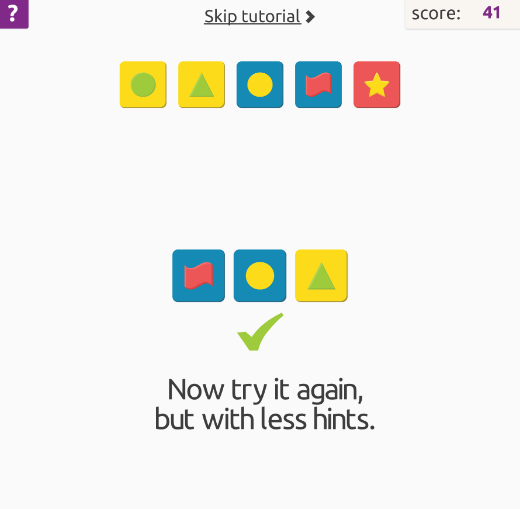 ?
Skip tutorial
score: 41
Now try it again,
but with less hints.